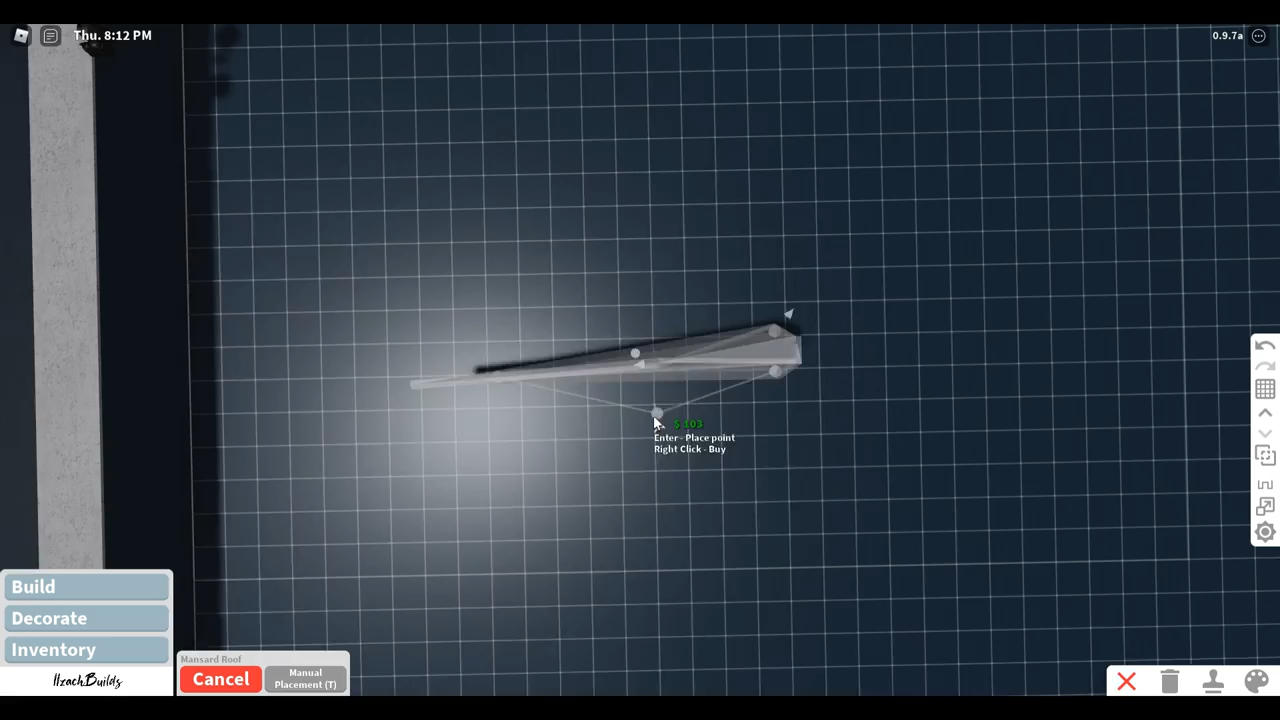 Thu. 8:12 PM
0.9.7a
$ 103
Enter - Place point
Right Click - Buy
Build
Decorate
Inventory
IIzachBuilds
Mansard Roof
Cancel
Manual
Placement (T)